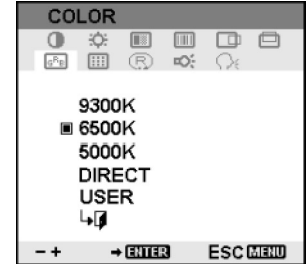 COLOR
9300K
6500K
5000K
DIRECT
USER
- + ENTER ESC MENU